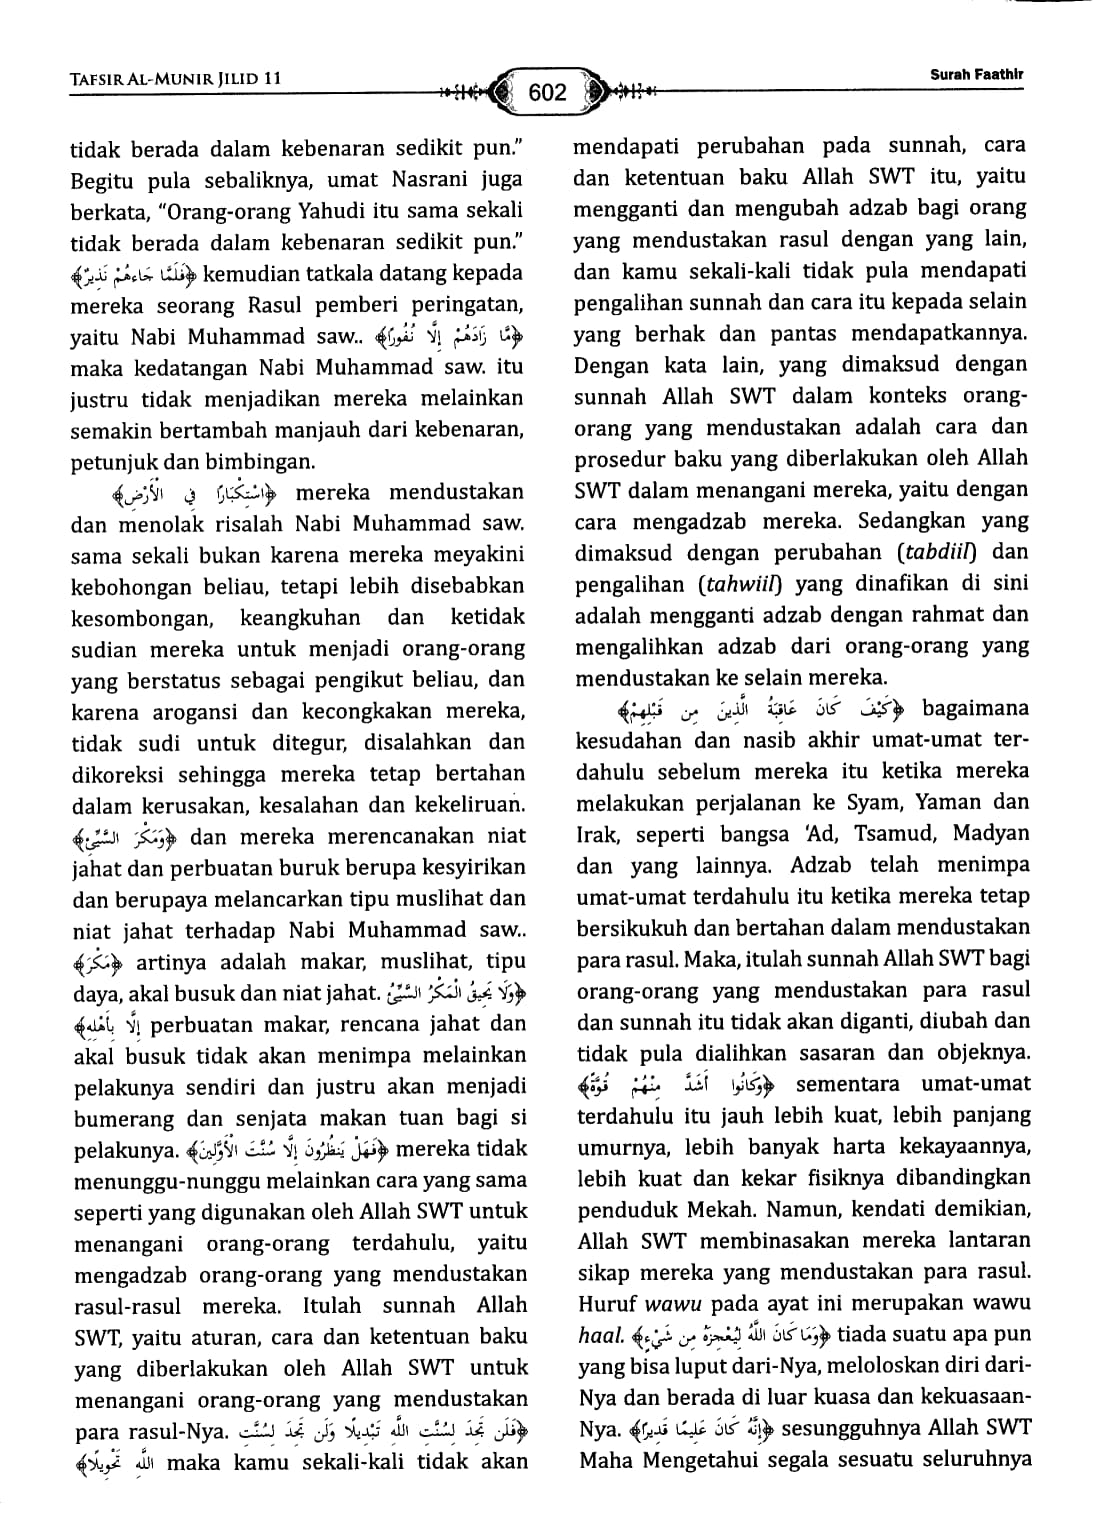 TAFSIR AL-MUNIR JILID 11
602
Surah Faathir
tidak berada dalam kebenaran sedikit pun.”
Begitu pula sebaliknya, umat Nasrani juga
berkata, “Orang-orang Yahudi itu sama sekali
tidak berada dalam kebenaran sedikit pun.”
﴿فَلَمَّا جَاءَهُمْ نَذِيرٌ﴾ kemudian tatkala datang kepada
mereka seorang Rasul pemberi peringatan,
yaitu Nabi Muhammad saw.. ﴿مَّا زَادَهُمْ إِلَّا نُفُورًا﴾
maka kedatangan Nabi Muhammad saw. itu
justru tidak menjadikan mereka melainkan
semakin bertambah manjauh dari kebenaran,
petunjuk dan bimbingan.
﴿اسْتِكْبَارًا فِي الْأَرْضِ﴾ mereka mendustakan
dan menolak risalah Nabi Muhammad saw.
sama sekali bukan karena mereka meyakini
kebohongan beliau, tetapi lebih disebabkan
kesombongan, keangkuhan dan ketidak
sudian mereka untuk menjadi orang-orang
yang berstatus sebagai pengikut beliau, dan
karena arogansi dan kecongkakan mereka,
tidak sudi untuk ditegur, disalahkan dan
dikoreksi sehingga mereka tetap bertahan
dalam kerusakan, kesalahan dan kekeliruan.
﴿وَمَكْرَ السَّيِّئِ﴾ dan mereka merencanakan niat
jahat dan perbuatan buruk berupa kesyirikan
dan berupaya melancarkan tipu muslihat dan
niat jahat terhadap Nabi Muhammad saw..
﴿مَكْرَ﴾ artinya adalah makar, muslihat, tipu
daya, akal busuk dan niat jahat. ﴿وَلَا يَحِيقُ الْمَكْرُ السَّيِّئُ
إِلَّا بِأَهْلِهِ﴾ perbuatan makar, rencana jahat dan
akal busuk tidak akan menimpa melainkan
pelakunya sendiri dan justru akan menjadi
bumerang dan senjata makan tuan bagi si
pelakunya. ﴿فَهَلْ يَنظُرُونَ إِلَّا سُنَّتَ الْأَوَّلِينَ﴾ mereka tidak
menunggu-nunggu melainkan cara yang sama
seperti yang digunakan oleh Allah SWT untuk
menangani orang-orang terdahulu, yaitu
mengadzab orang-orang yang mendustakan
rasul-rasul mereka. Itulah sunnah Allah
SWT, yaitu aturan, cara dan ketentuan baku
yang diberlakukan oleh Allah SWT untuk
menangani orang-orang yang mendustakan
para rasul-Nya. ﴿فَلَن تَجِدَ لِسُنَّتِ اللَّهِ تَبْدِيلًا وَلَن تَجِدَ لِسُنَّتِ
اللَّهِ تَحْوِيلًا﴾ maka kamu sekali-kali tidak akan
mendapati perubahan pada sunnah, cara
dan ketentuan baku Allah SWT itu, yaitu
mengganti dan mengubah adzab bagi orang
yang mendustakan rasul dengan yang lain,
dan kamu sekali-kali tidak pula mendapati
pengalihan sunnah dan cara itu kepada selain
yang berhak dan pantas mendapatkannya.
Dengan kata lain, yang dimaksud dengan
sunnah Allah SWT dalam konteks orang-
orang yang mendustakan adalah cara dan
prosedur baku yang diberlakukan oleh Allah
SWT dalam menangani mereka, yaitu dengan
cara mengadzab mereka. Sedangkan yang
dimaksud dengan perubahan (tabdiil) dan
pengalihan (tahwiil) yang dinafikan di sini
adalah mengganti adzab dengan rahmat dan
mengalihkan adzab dari orang-orang yang
mendustakan ke selain mereka.
﴿كَيْفَ كَانَ عَاقِبَةُ الَّذِينَ مِن قَبْلِهِمْ﴾ bagaimana
kesudahan dan nasib akhir umat-umat ter-
dahulu sebelum mereka itu ketika mereka
melakukan perjalanan ke Syam, Yaman dan
Irak, seperti bangsa ‘Ad, Tsamud, Madyan
dan yang lainnya. Adzab telah menimpa
umat-umat terdahulu itu ketika mereka tetap
bersikukuh dan bertahan dalam mendustakan
para rasul. Maka, itulah sunnah Allah SWT bagi
orang-orang yang mendustakan para rasul
dan sunnah itu tidak akan diganti, diubah dan
tidak pula dialihkan sasaran dan objeknya.
﴿وَكَانُوا أَشَدَّ مِنْهُمْ قُوَّةً﴾ sementara umat-umat
terdahulu itu jauh lebih kuat, lebih panjang
umurnya, lebih banyak harta kekayaannya,
lebih kuat dan kekar fisiknya dibandingkan
penduduk Mekah. Namun, kendati demikian,
Allah SWT membinasakan mereka lantaran
sikap mereka yang mendustakan para rasul.
Huruf wawu pada ayat ini merupakan wawu
haal. ﴿وَمَا كَانَ اللَّهُ لِيُعْجِزَهُ مِن شَيْءٍ﴾ tiada suatu apa pun
yang bisa luput dari-Nya, meloloskan diri dari-
Nya dan berada di luar kuasa dan kekuasaan-
Nya. ﴿إِنَّهُ كَانَ عَلِيمًا قَدِيرًا﴾ sesungguhnya Allah SWT
Maha Mengetahui segala sesuatu seluruhnya